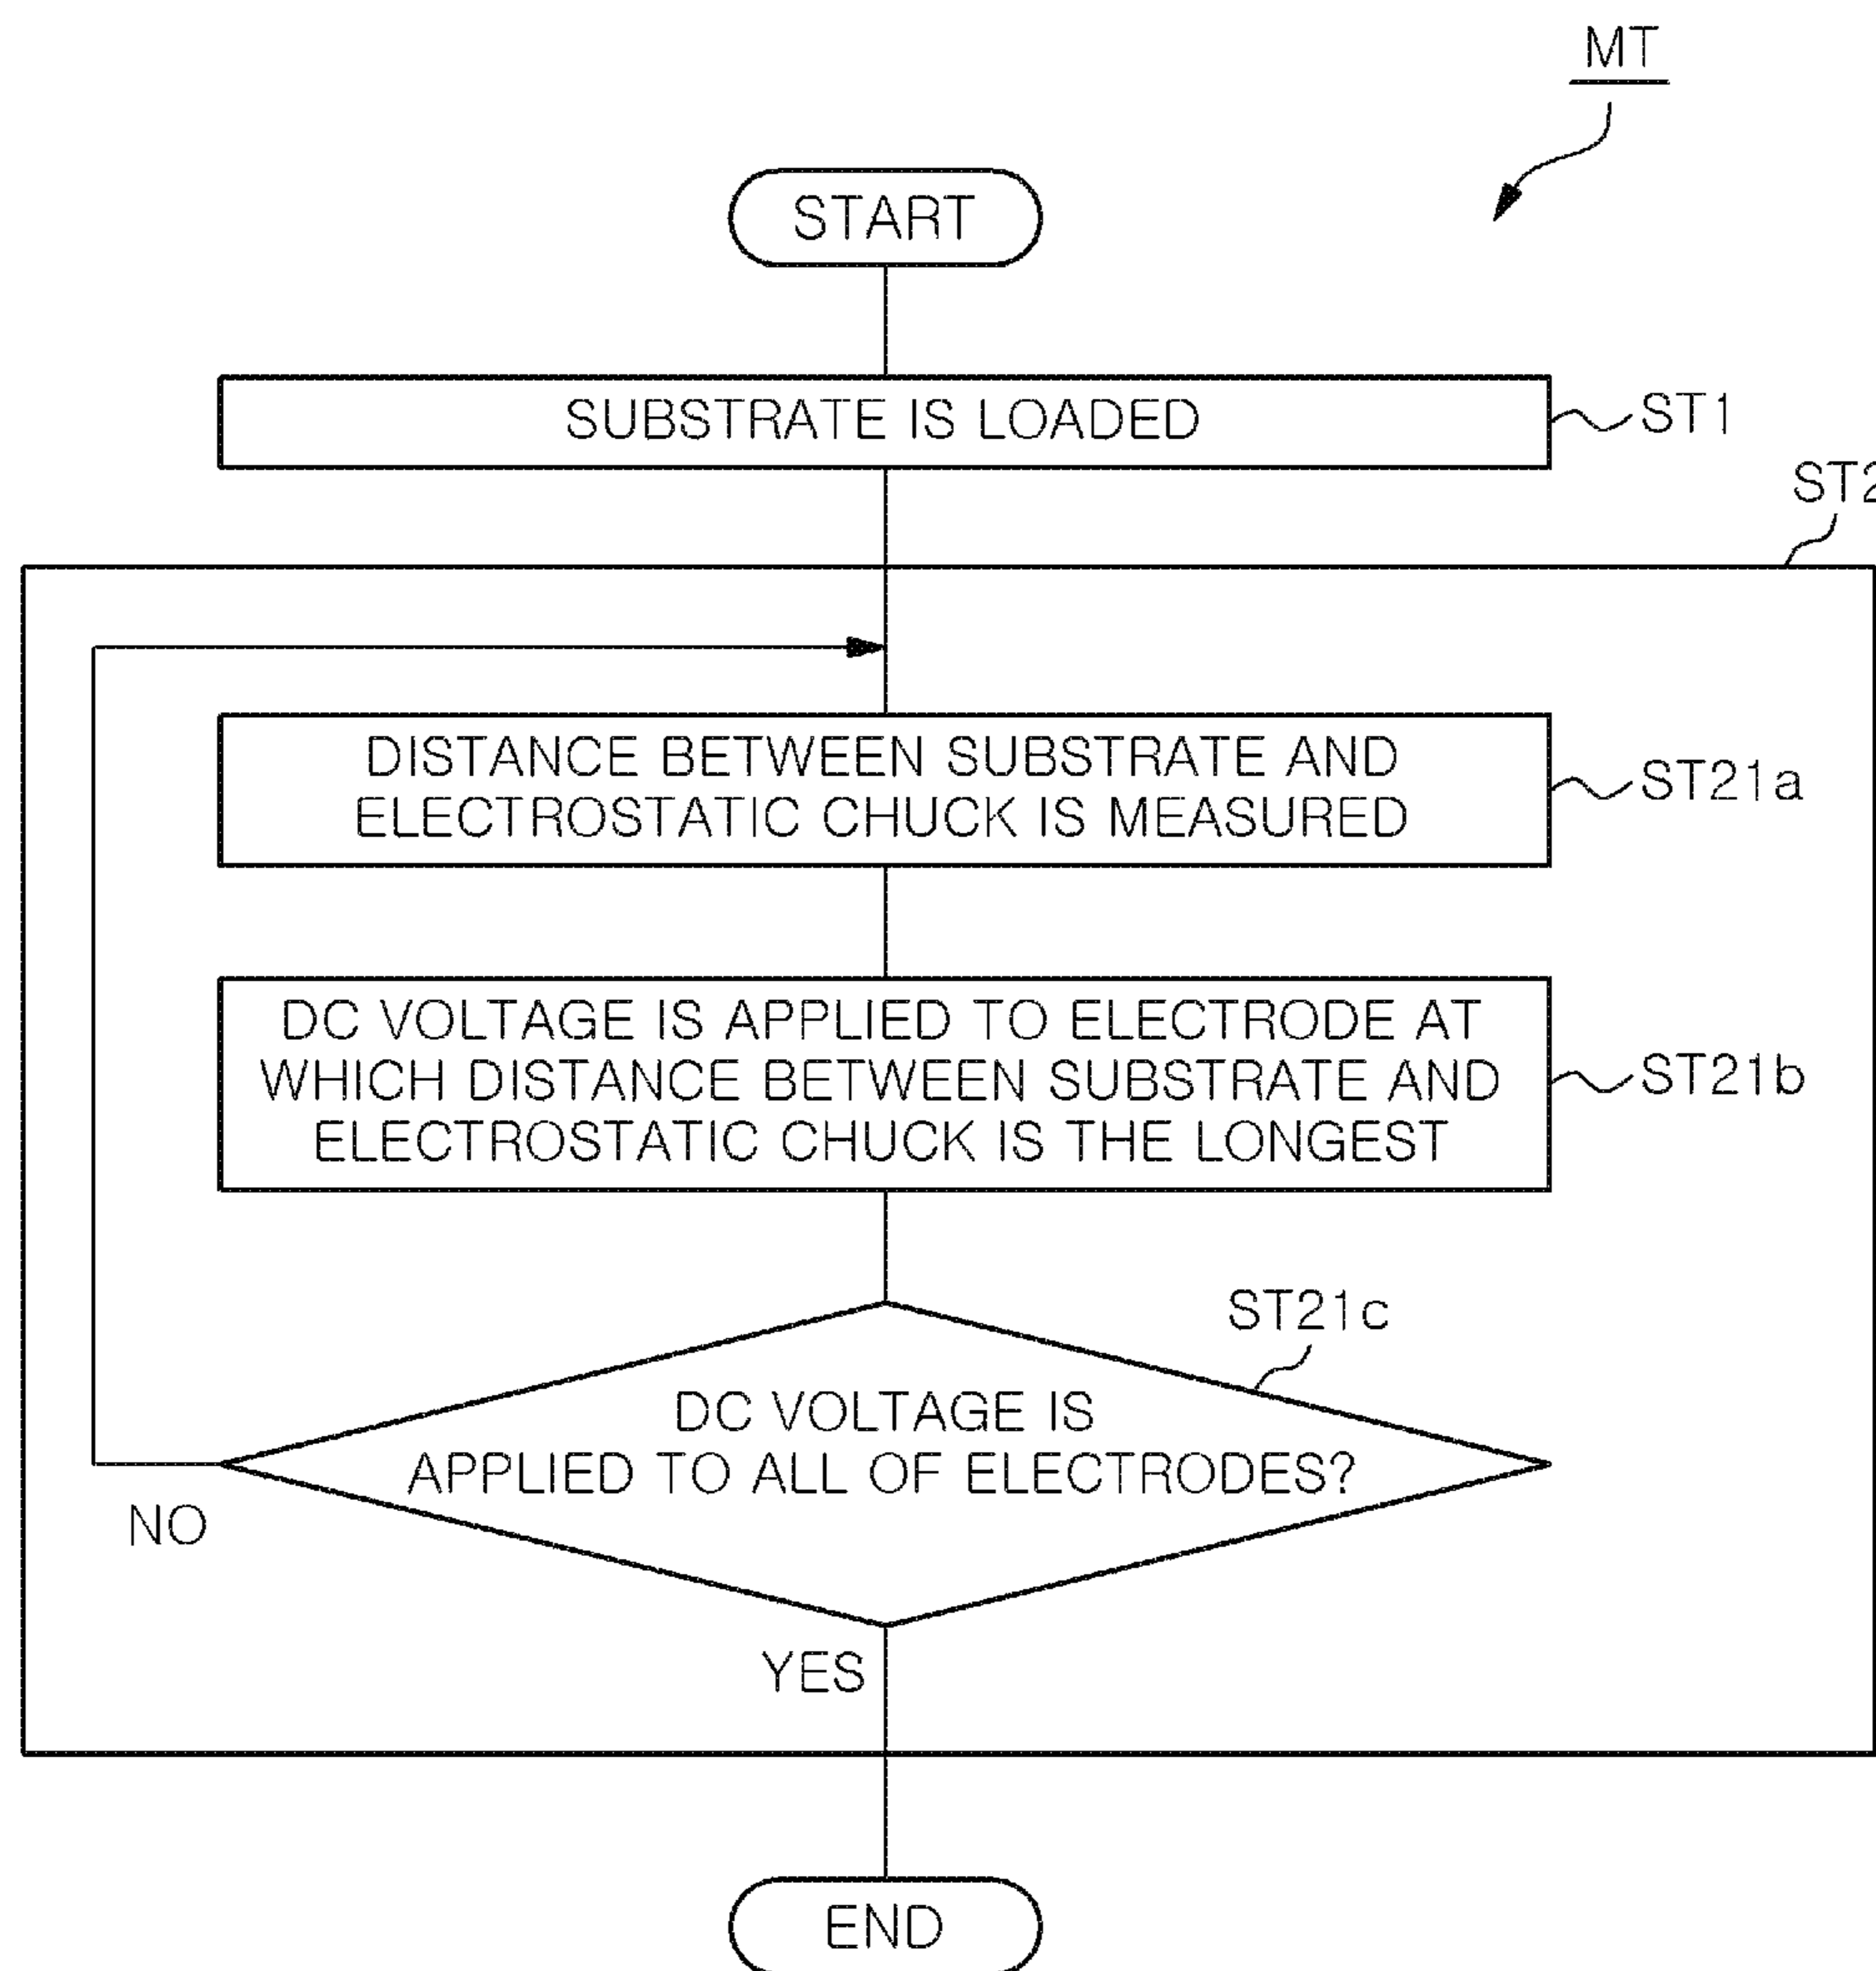 MT
START
SUBSTRATE IS LOADED
ST1
ST2
DISTANCE BETWEEN SUBSTRATE AND
ELECTROSTATIC CHUCK IS MEASURED
ST21a
DC VOLTAGE IS APPLIED TO ELECTRODE AT
WHICH DISTANCE BETWEEN SUBSTRATE AND
ELECTROSTATIC CHUCK IS THE LONGEST
ST21b
ST21c
DC VOLTAGE IS
APPLIED TO ALL OF ELECTRODES?
NO
YES
END